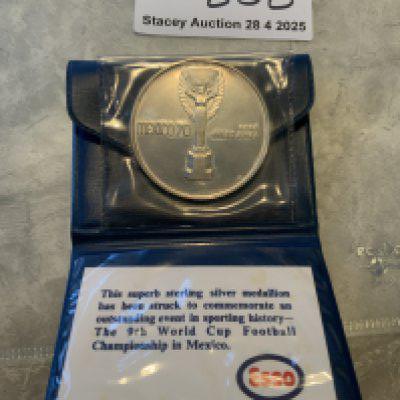 Stacey Auction 28 4 2025
MEXICO 70
This superb sterling silver medallion
has been struck to commemorate an
outstanding event in sporting history—
The 9th World Cup Football
Championship in Mexico.
Esso